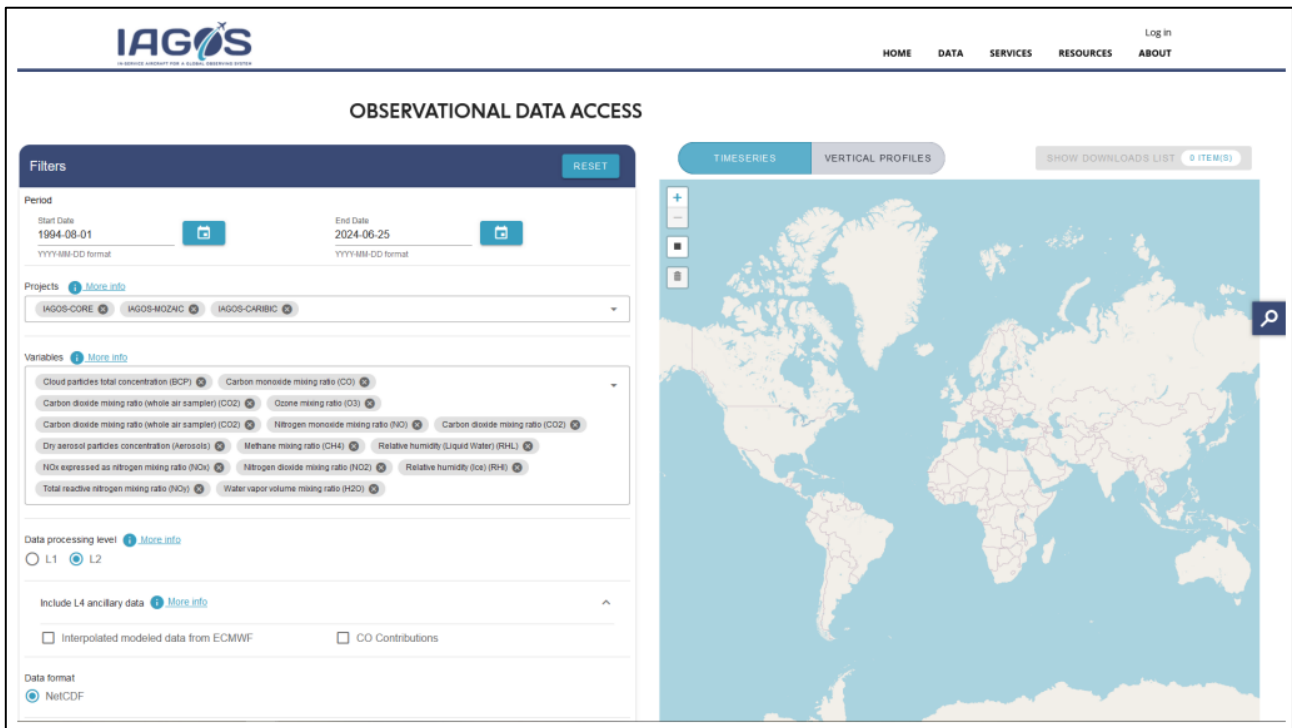 IAGOS
IN-SERVICE AIRCRAFT FOR A GLOBAL OBSERVING SYSTEM
Log in
HOME DATA SERVICES RESOURCES ABOUT
OBSERVATIONAL DATA ACCESS
Filters RESET
Period
Start Date
1994-08-01
YYYY-MM-DD format
End Date
2024-06-25
YYYY-MM-DD format
Projects More info
IAGOS-CORE IAGOS-MOZAIC IAGOS-CARIBIC
Variables More info
Cloud particles total concentration (BCP) Carbon monoxide mixing ratio (CO)
Carbon dioxide mixing ratio (whole air sampler) (CO2) Ozone mixing ratio (O3)
Carbon dioxide mixing ratio (whole air sampler) (CO2) Nitrogen monoxide mixing ratio (NO) Carbon dioxide mixing ratio (CO2)
Dry aerosol particles concentration (Aerosols) Methane mixing ratio (CH4) Relative humidity (Liquid Water) (RHL)
NOx expressed as nitrogen mixing ratio (NOx) Nitrogen dioxide mixing ratio (NO2) Relative humidity (Ice) (RHI)
Total reactive nitrogen mixing ratio (NOy) Water vapor volume mixing ratio (H2O)
Data processing level More info
L1 L2
Include L4 ancillary data More info
Interpolated modeled data from ECMWF CO Contributions
Data format
NetCDF
TIMESERIES VERTICAL PROFILES
SHOW DOWNLOADS LIST 0 ITEM(S)
+
−